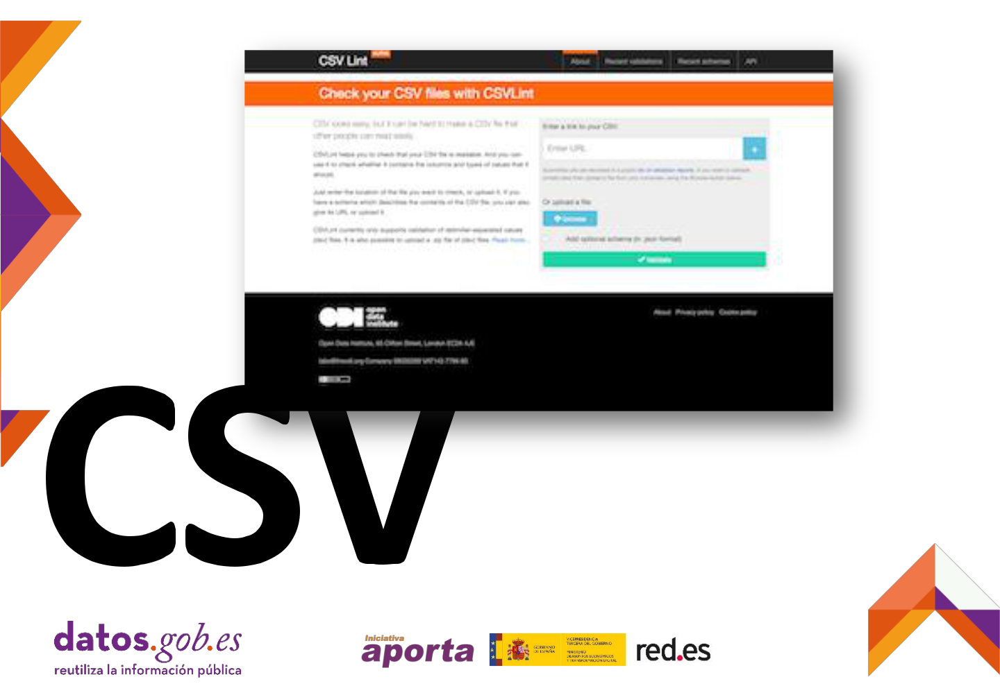 CSV Lint
About
Recent validations
Recent schemas
API
Check your CSV files with CSVLint
CSV looks easy, but it can be hard to make a CSV file that
other people can read easily.
CSVLint helps you to check that your CSV file is readable. And you can
use it to check whether it contains the columns and types of values that it
should.
Just enter the location of the file you want to check, or upload it. If you
have a schema which describes the contents of the CSV file, you can also
give its URL or upload it.
CSVLint currently only supports validation of delimiter-separated values
(dsv) files. It is also possible to upload a .zip file of (dsv) files. Read more...
Enter a link to your CSV:
Enter URL
+
Or upload a file:
Add optional schema (in .json format)
Validate
ODI open
data
institute
About Privacy policy Cookie policy
Open Data Institute, 65 Clifton Street, London EC2A 4JE
CSV
datos.gob.es
reutiliza la información pública
Iniciativa
aporta
GOBIERNO
DE ESPAÑA
VICEPRESIDENCIA
TERCERA DEL GOBIERNO
MINISTERIO
DE ASUNTOS ECONÓMICOS
Y TRANSFORMACIÓN DIGITAL
red.es